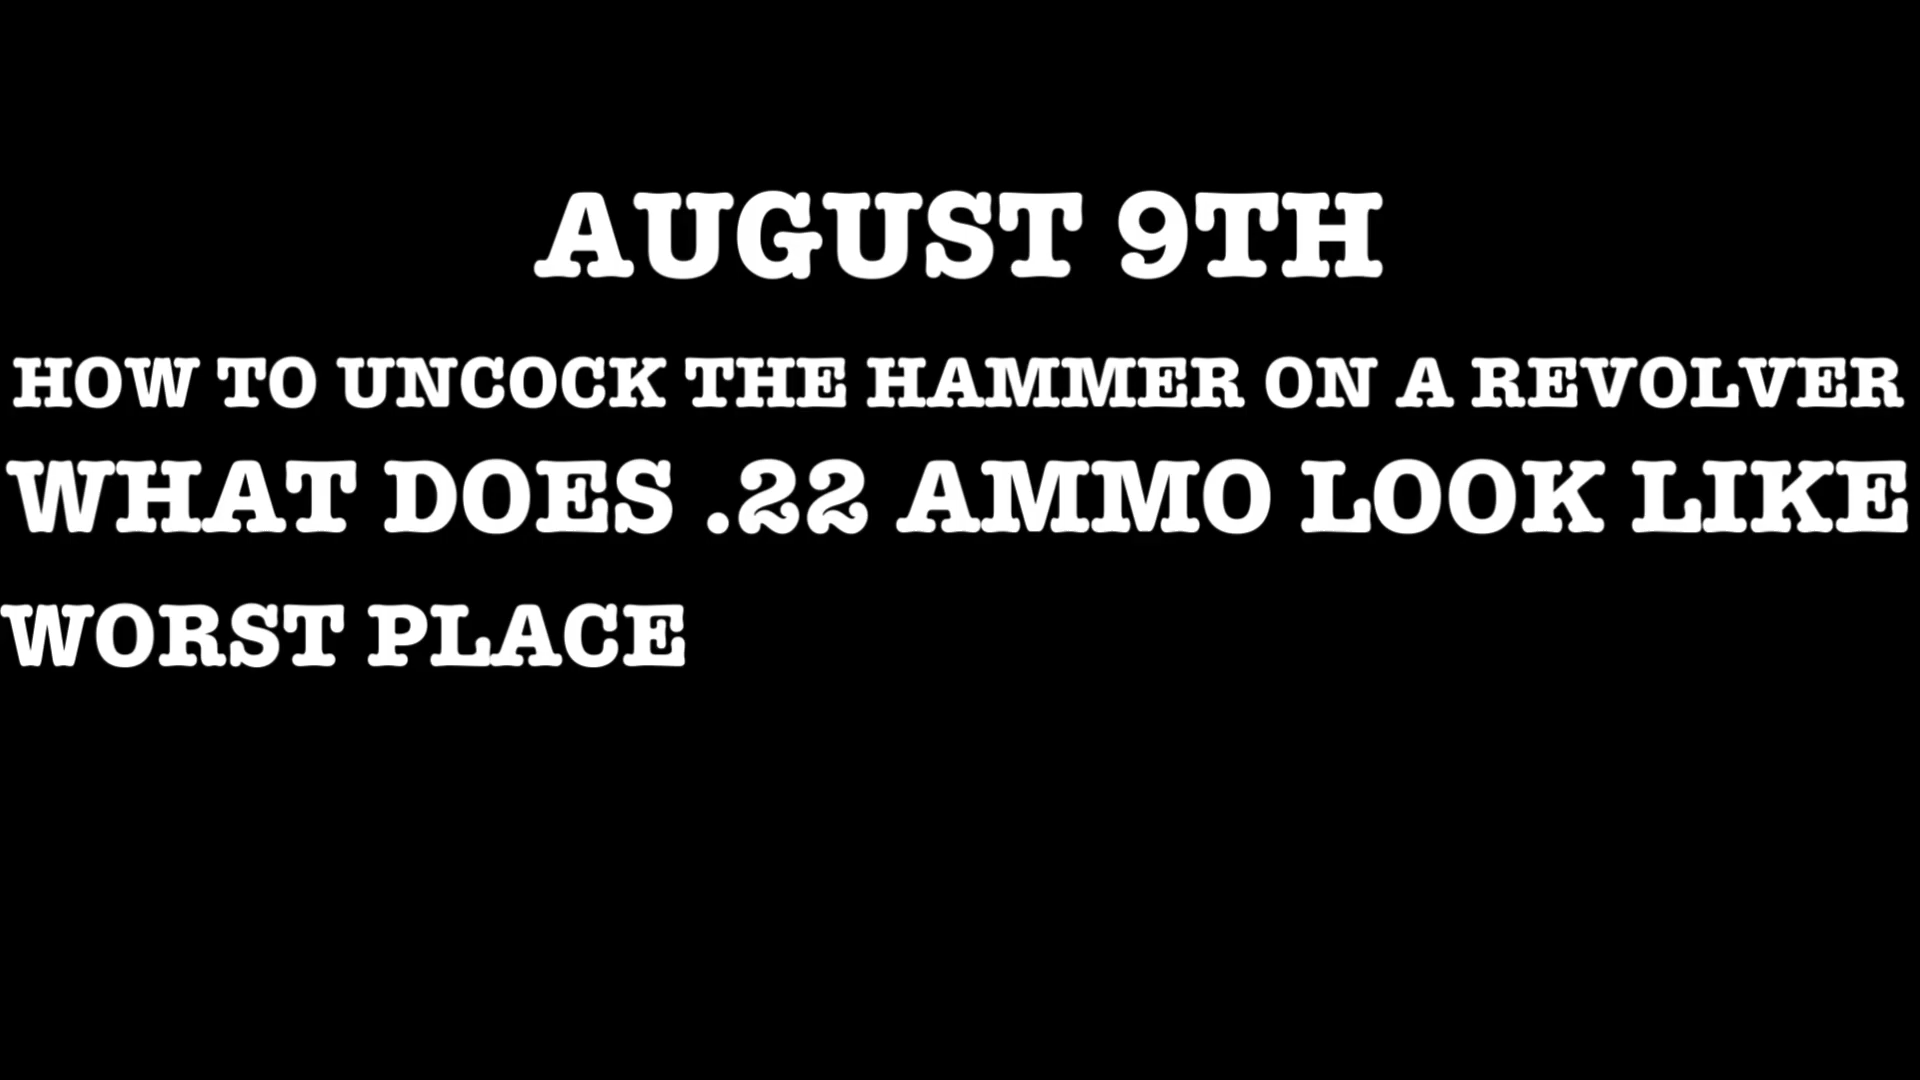 AUGUST 9TH
HOW TO UNCOCK THE HAMMER ON A REVOLVER
WHAT DOES .22 AMMO LOOK LIKE
WORST PLACE